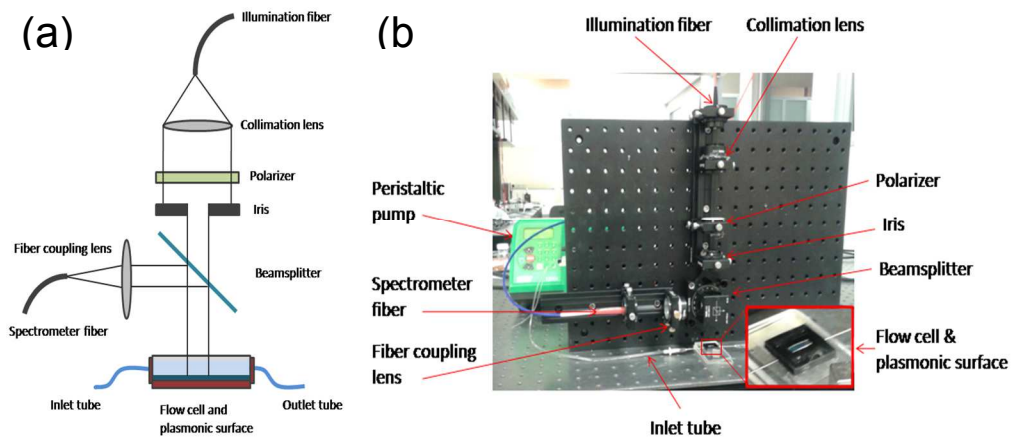 (a)
Illumination fiber
Collimation lens
Polarizer
Iris
Fiber coupling lens
Beamsplitter
Spectrometer fiber
Inlet tube
Flow cell and
plasmonic surface
Outlet tube
(b)
Illumination fiber
Collimation lens
Peristaltic
pump
Polarizer
Iris
Beamsplitter
Spectrometer
fiber
Flow cell &
plasmonic surface
Fiber coupling
lens
Inlet tube